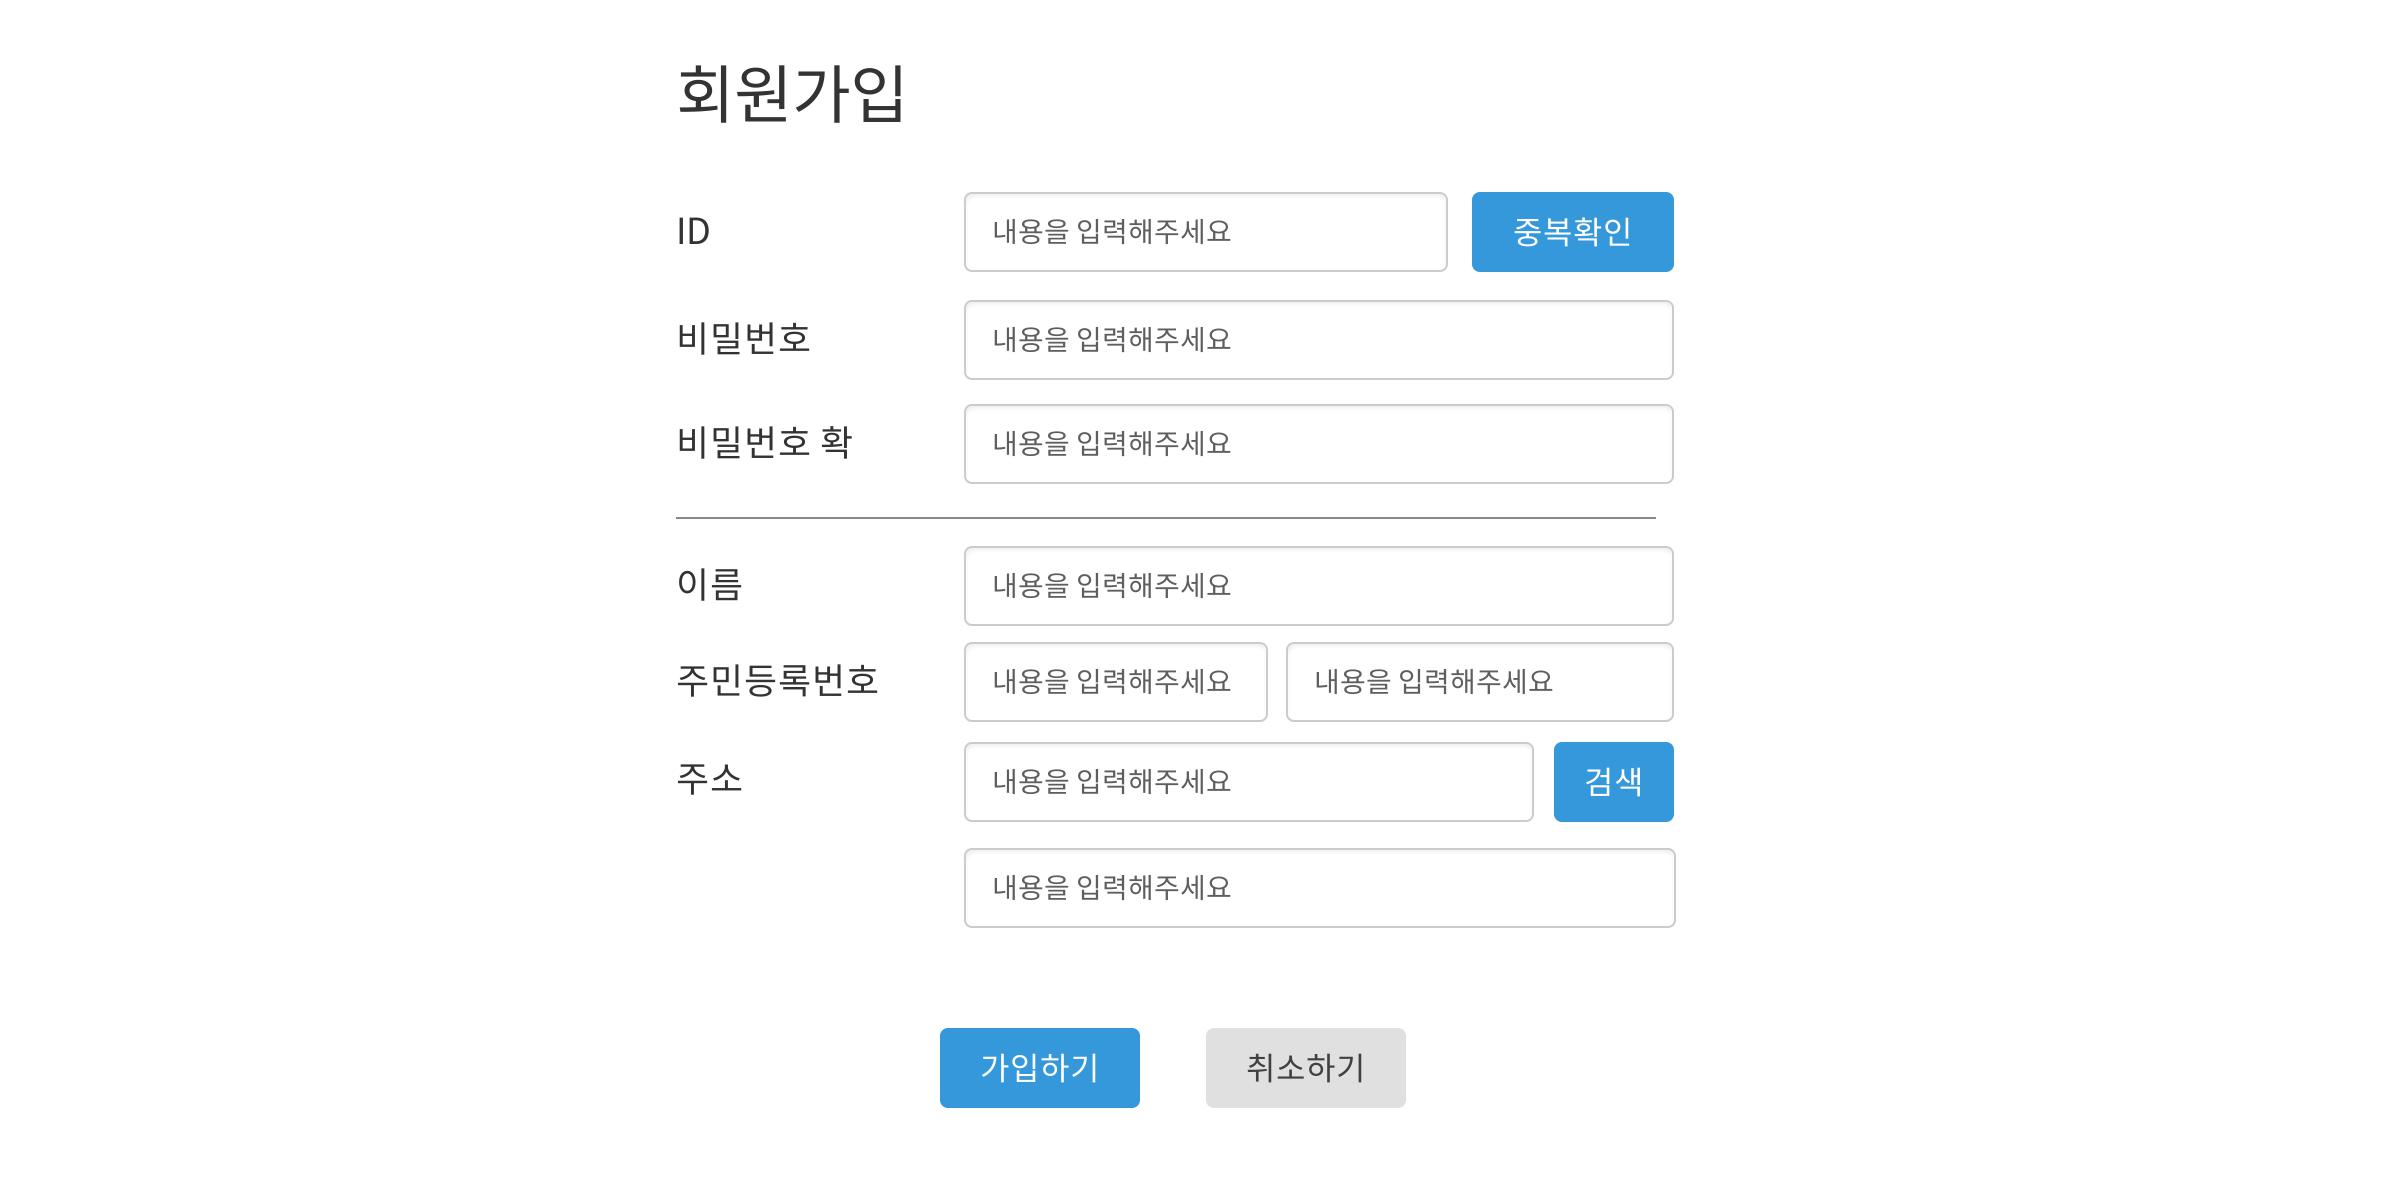 회원가입
ID 내용을 입력해주세요 중복확인
비밀번호 내용을 입력해주세요
비밀번호 확 내용을 입력해주세요
이름 내용을 입력해주세요
주민등록번호 내용을 입력해주세요 내용을 입력해주세요
주소 내용을 입력해주세요 검색
내용을 입력해주세요
가입하기 취소하기